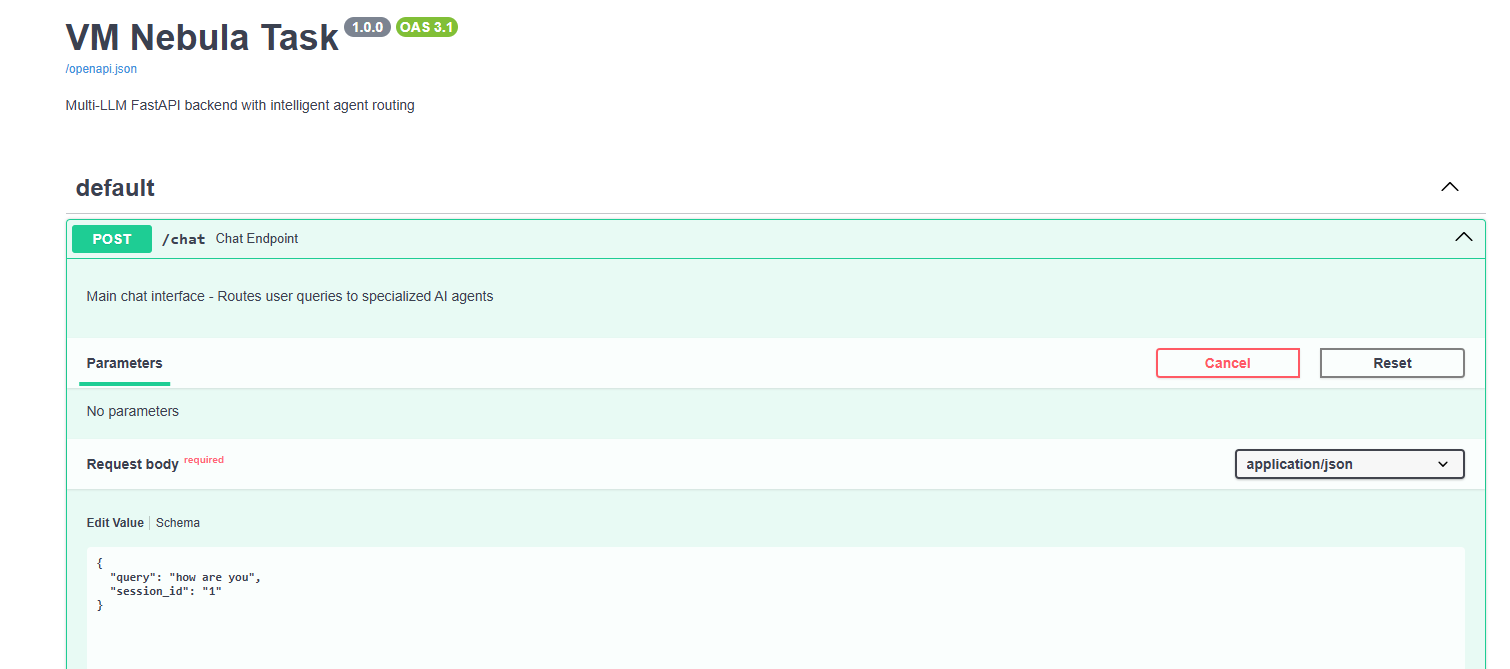 VM Nebula Task 1.0.0 OAS 3.1
/openapi.json
Multi-LLM FastAPI backend with intelligent agent routing
default
POST /chat Chat Endpoint
Main chat interface - Routes user queries to specialized AI agents
Parameters Cancel Reset
No parameters
Request body required application/json
Edit Value Schema
{
  "query": "how are you",
  "session_id": "1"
}